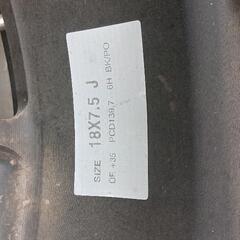 SIZE 18X7.5 J
OF +35 PCD139.7 6H BK/PO